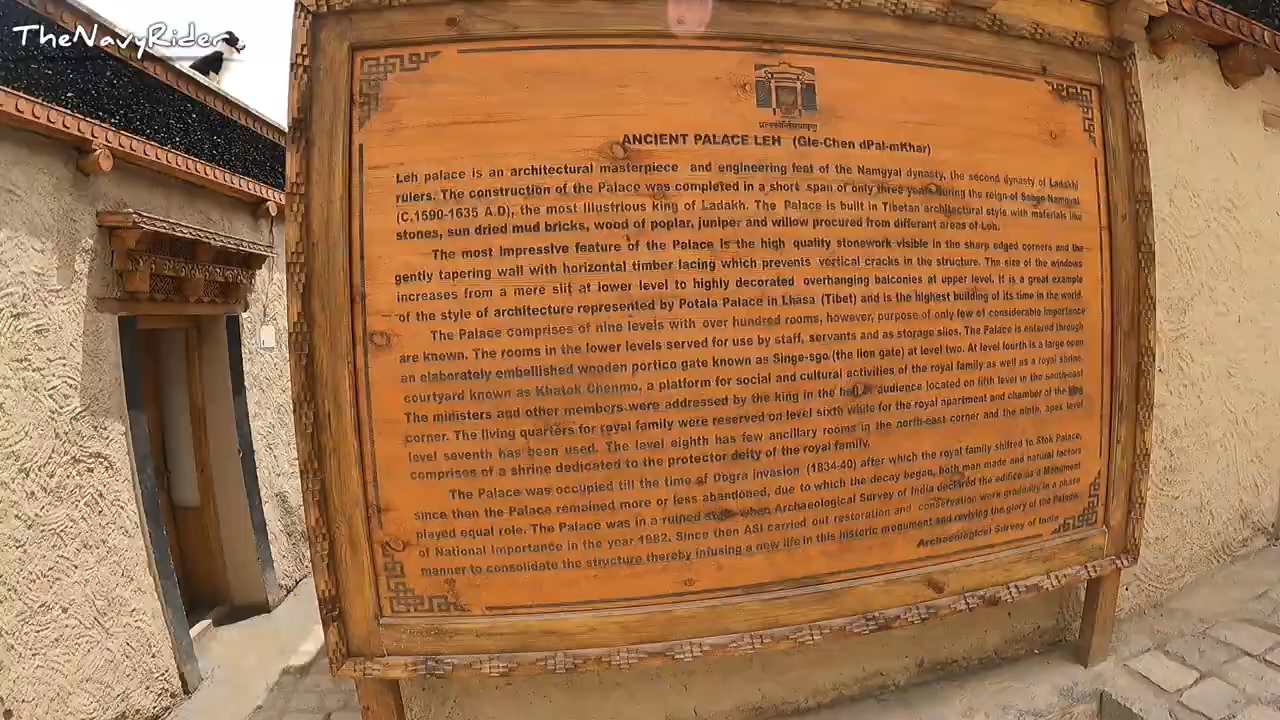 TheNavyRider
ANCIENT PALACE LEH (Gle-Chen dPal-mKhar)
Leh palace is an architectural masterpiece and engineering feat of the Namgyal dynasty, the second dynasty of Ladakhi
rulers. The construction of the Palace was completed in a short span of only three years during the reign of Senge Namgyal
(C.1590-1635 A.D), the most illustrious king of Ladakh. The Palace is built in Tibetan architectural style with materials like
stones, sun dried mud bricks, wood of poplar, juniper and willow procured from different areas of Leh.
The most impressive feature of the Palace is the high quality stonework visible in the sharp edged corners and the
gently tapering wall with horizontal timber lacing which prevents vertical cracks in the structure. The size of the windows
increases from a mere slit at lower level to highly decorated overhanging balconies at upper level. It is a great example
of the style of architecture represented by Potala Palace in Lhasa (Tibet) and is the highest building of its time in the world.
The Palace comprises of nine levels with over hundred rooms, however, purpose of only few of considerable importance
are known. The rooms in the lower levels served for use by staff, servants and as storage silos. The Palace is entered through
an elaborately embellished wooden portico gate known as Singe-sgo (the lion gate) at level two. At level fourth is a large open
courtyard known as Khatok Chenmo, a platform for social and cultural activities of the royal family as well as a royal shrine.
The ministers and other members were addressed by the king in the hall of audience located on fifth level in the south-east
corner. The living quarters for royal family were reserved on level sixth while for the royal apartment and chamber of the king
level seventh has been used. The level eighth has few ancillary rooms in the north-east corner and the ninth, apex level
comprises of a shrine dedicated to the protector deity of the royal family.
The Palace was occupied till the time of Dogra invasion (1834-40) after which the royal family shifted to Stok Palace,
since then the Palace remained more or less abandoned, due to which the decay began, both man made and natural factors
played equal role. The Palace was in a ruined state when Archaeological Survey of India declared the edifice as a Monument
of National Importance in the year 1982. Since then ASI carried out restoration and conservation work gradually in a phase
manner to consolidate the structure thereby infusing a new life in this historic monument and reviving the glory of the Palace.
Archaeological Survey of India